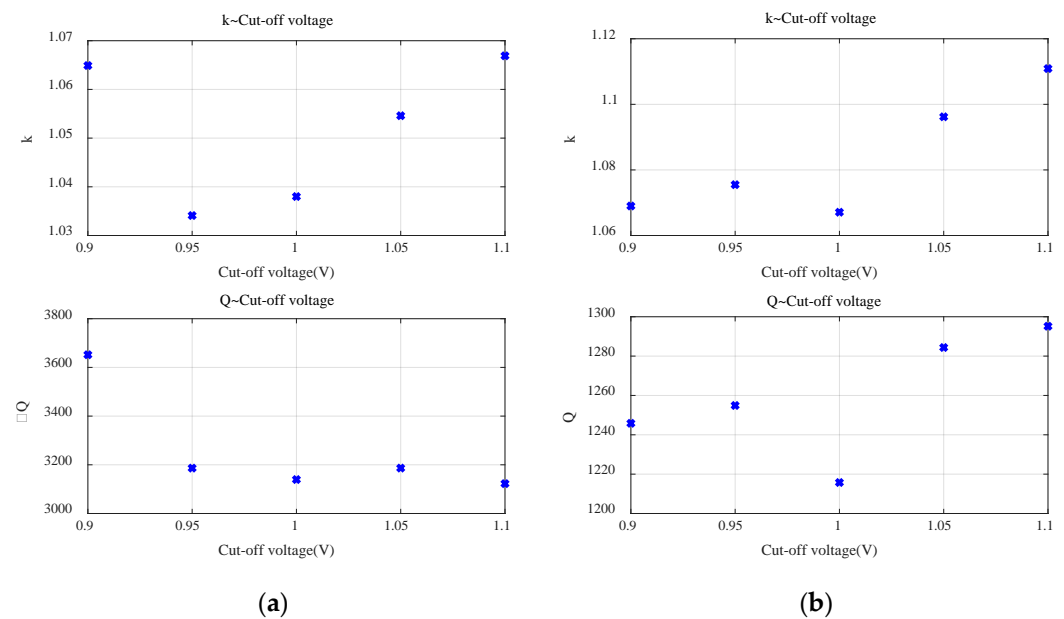 k~Cut-off voltage
1.07
1.06
1.05
1.04
1.03
k
0.9 0.95 1 1.05 1.1
Cut-off voltage(V)
Q~Cut-off voltage
3800
3600
3400
3200
3000
□Q
0.9 0.95 1 1.05 1.1
Cut-off voltage(V)
(a)
k~Cut-off voltage
1.12
1.1
1.08
1.06
k
0.9 0.95 1 1.05 1.1
Cut-off voltage(V)
Q~Cut-off voltage
1300
1280
1260
1240
1220
1200
Q
0.9 0.95 1 1.05 1.1
Cut-off voltage(V)
(b)